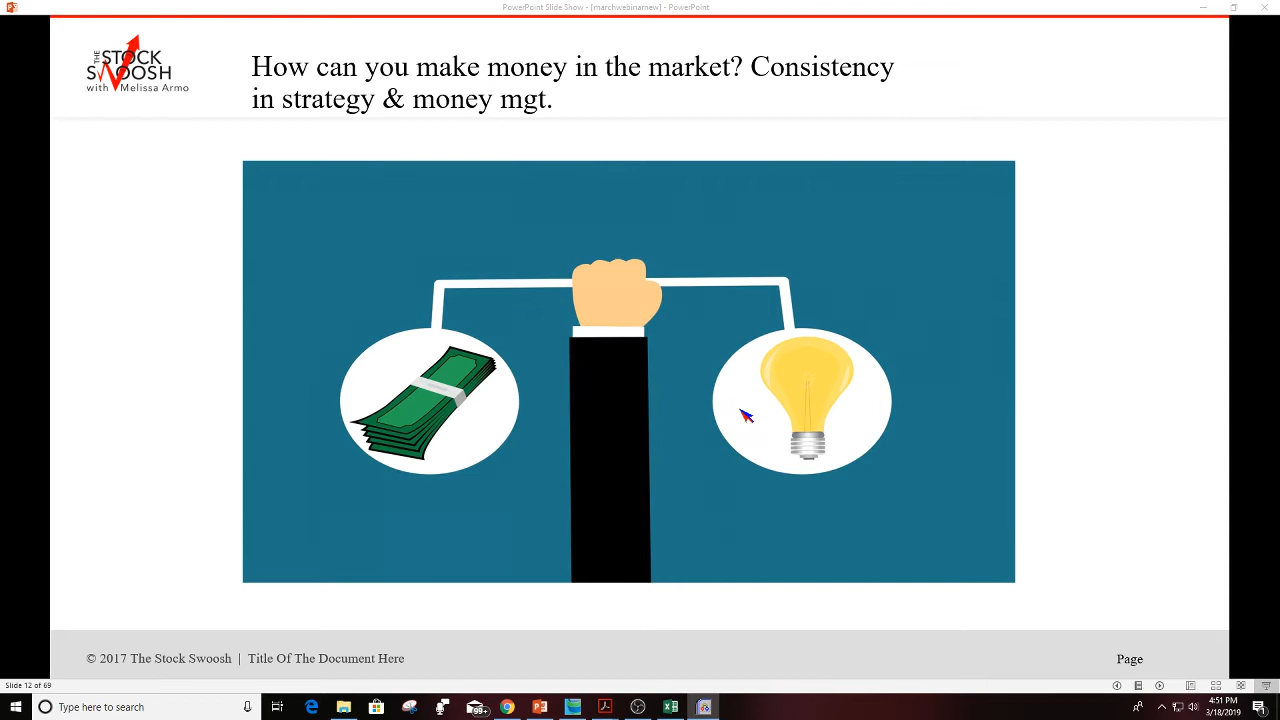 PowerPoint Slide Show - [marchwebinarnew] - PowerPoint
THE
STOCK
SWOOSH
with Melissa Armo
How can you make money in the market? Consistency
in strategy & money mgt.
© 2017 The Stock Swoosh | Title Of The Document Here
Page
Slide 12 of 69
Type here to search
99+
4:51 PM
3/18/2019